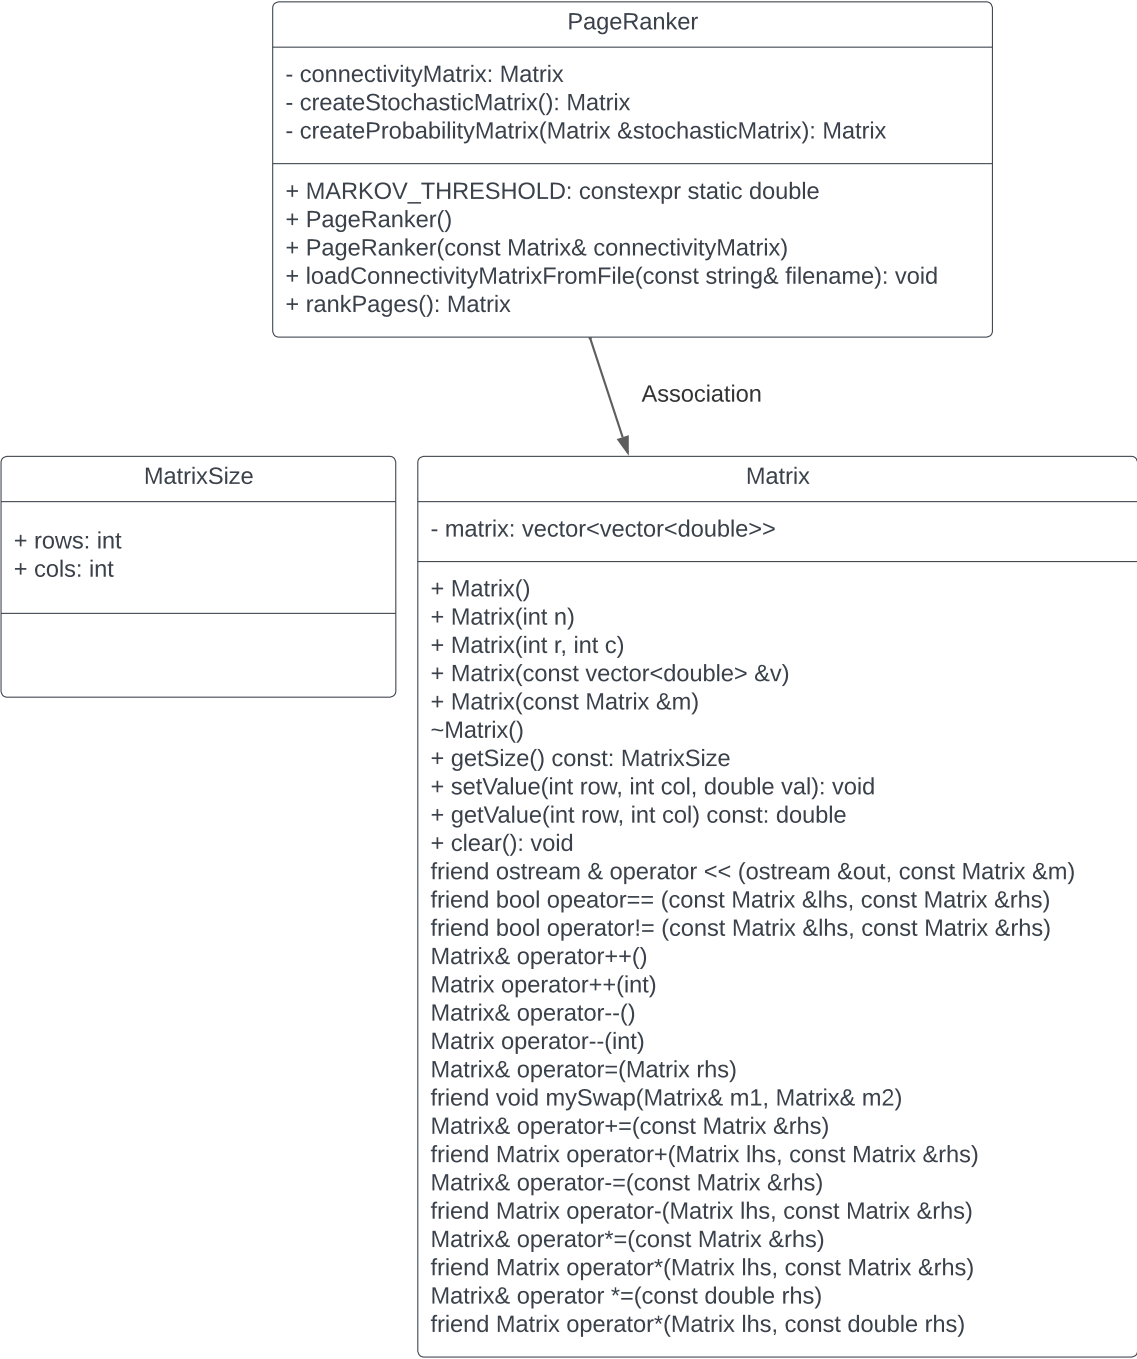 PageRanker
- connectivityMatrix: Matrix
- createStochasticMatrix(): Matrix
- createProbabilityMatrix(Matrix &stochasticMatrix): Matrix
+ MARKOV_THRESHOLD: constexpr static double
+ PageRanker()
+ PageRanker(const Matrix& connectivityMatrix)
+ loadConnectivityMatrixFromFile(const string& filename): void
+ rankPages(): Matrix
Association
MatrixSize
+ rows: int
+ cols: int
Matrix
- matrix: vector<vector<double>>
+ Matrix()
+ Matrix(int n)
+ Matrix(int r, int c)
+ Matrix(const vector<double> &v)
+ Matrix(const Matrix &m)
~Matrix()
+ getSize() const: MatrixSize
+ setValue(int row, int col, double val): void
+ getValue(int row, int col) const: double
+ clear(): void
friend ostream & operator << (ostream &out, const Matrix &m)
friend bool opeator== (const Matrix &lhs, const Matrix &rhs)
friend bool operator!= (const Matrix &lhs, const Matrix &rhs)
Matrix& operator++()
Matrix operator++(int)
Matrix& operator--()
Matrix operator--(int)
Matrix& operator=(Matrix rhs)
friend void mySwap(Matrix& m1, Matrix& m2)
Matrix& operator+=(const Matrix &rhs)
friend Matrix operator+(Matrix lhs, const Matrix &rhs)
Matrix& operator-=(const Matrix &rhs)
friend Matrix operator-(Matrix lhs, const Matrix &rhs)
Matrix& operator*=(const Matrix &rhs)
friend Matrix operator*(Matrix lhs, const Matrix &rhs)
Matrix& operator *=(const double rhs)
friend Matrix operator*(Matrix lhs, const double rhs)